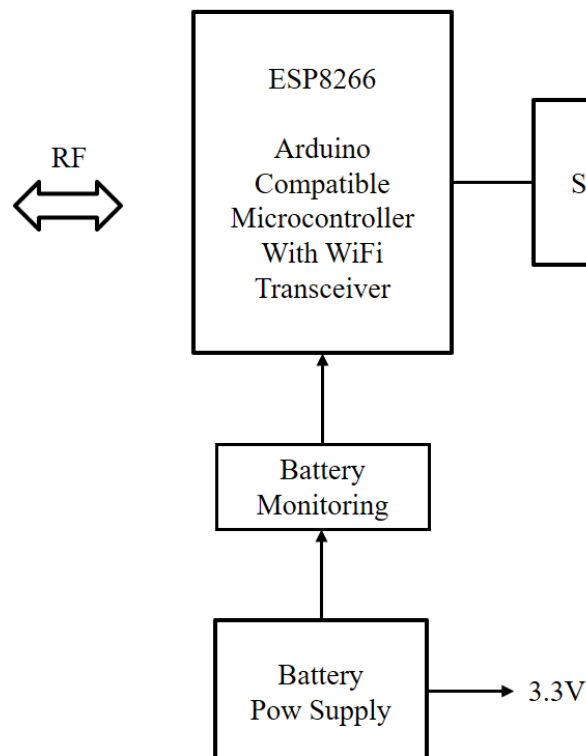 ESP8266
Arduino
Compatible
Microcontroller
With WiFi
Transceiver
RF
S
Battery
Monitoring
Battery
Pow Supply
3.3V